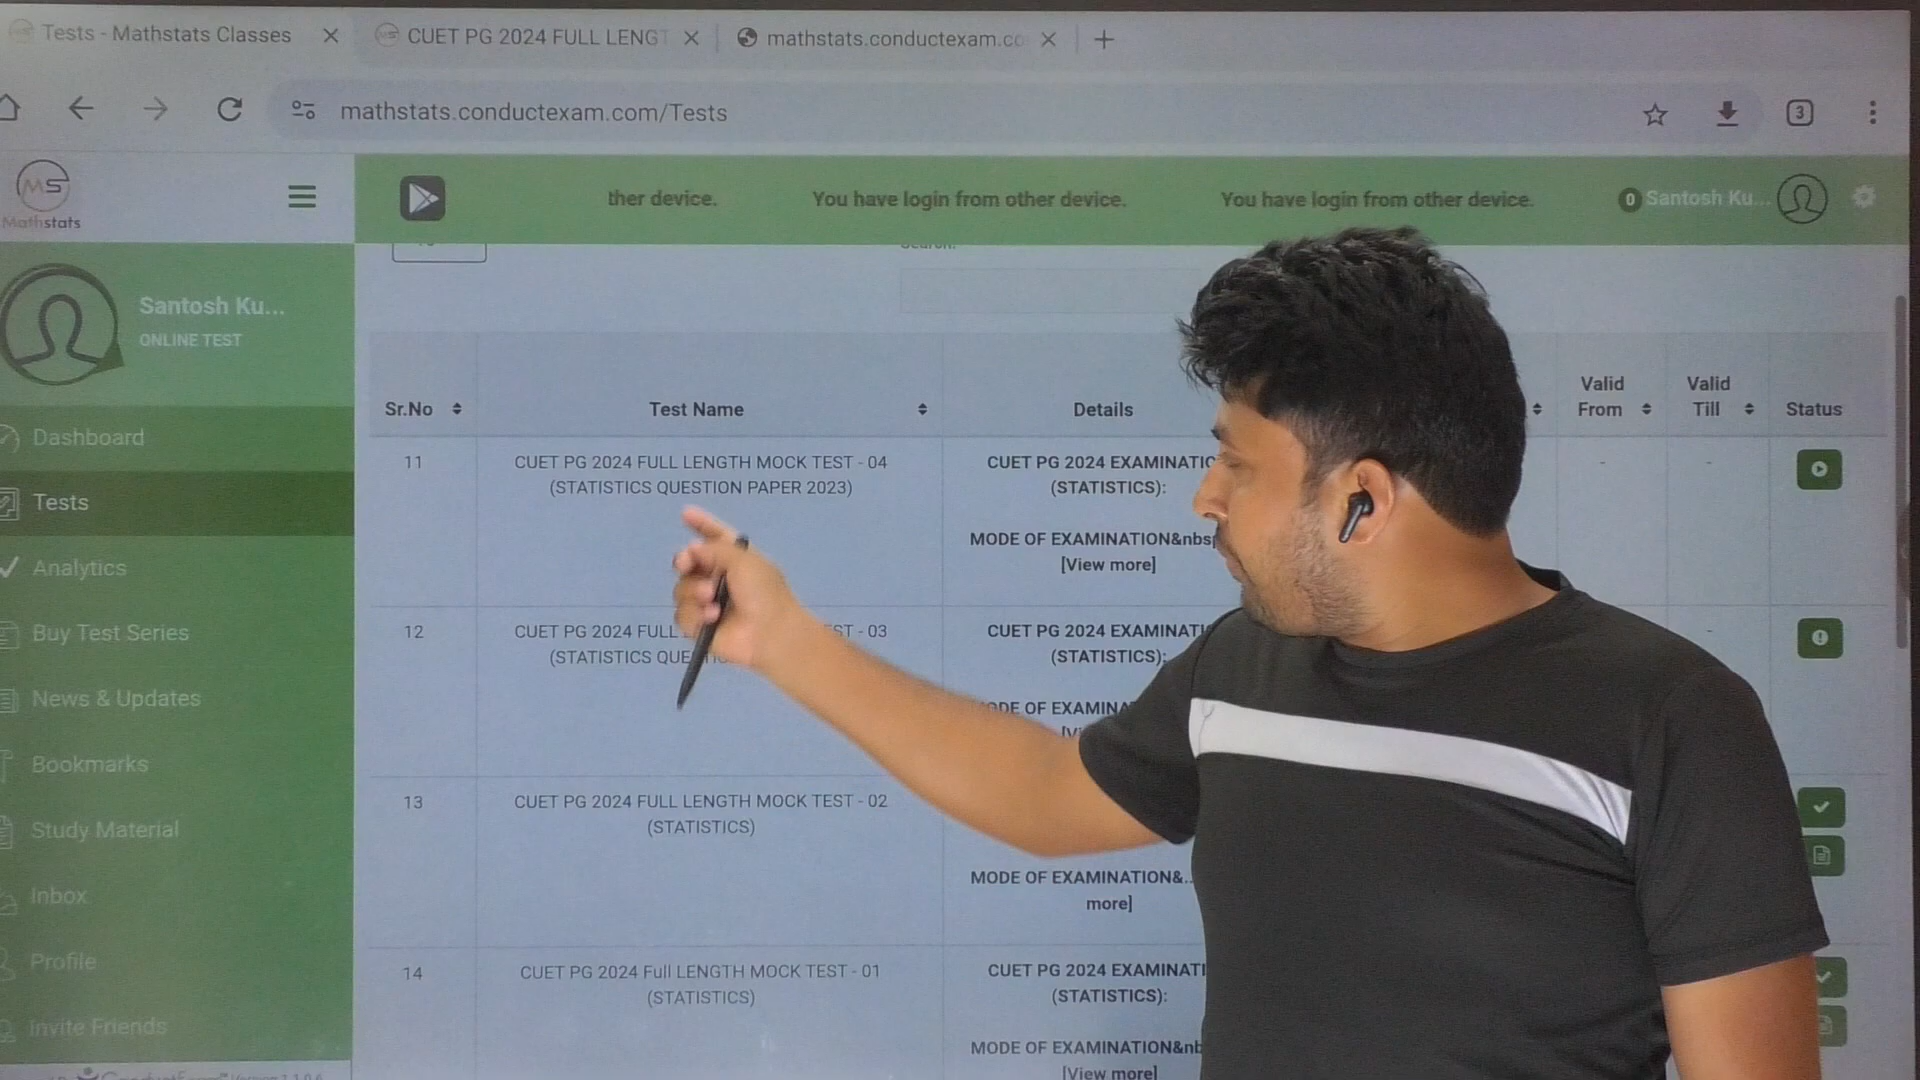 Tests - Mathstats Classes
CUET PG 2024 FULL LENGT
mathstats.conductexam.co
mathstats.conductexam.com/Tests
3
MS
Mathstats
ther device.
You have login from other device.
You have login from other device.
0 Santosh Ku...
Santosh Ku...
ONLINE TEST
Dashboard
Tests
Analytics
Buy Test Series
News & Updates
Bookmarks
Study Material
Inbox
Profile
Invite Friends
Sr.No
Test Name
Details
Valid From
Valid Till
Status
11
CUET PG 2024 FULL LENGTH MOCK TEST - 04
(STATISTICS QUESTION PAPER 2023)
CUET PG 2024 EXAMINATIO
(STATISTICS):
MODE OF EXAMINATION&nbsp
[View more]
-
-
12
CUET PG 2024 FULL
ST - 03
(STATISTICS QUE
CUET PG 2024 EXAMINATI
(STATISTICS):
ODE OF EXAMINA
-
13
CUET PG 2024 FULL LENGTH MOCK TEST - 02
(STATISTICS)
MODE OF EXAMINATION&..
more]
14
CUET PG 2024 Full LENGTH MOCK TEST - 01
(STATISTICS)
CUET PG 2024 EXAMINATI
(STATISTICS):
MODE OF EXAMINATION&nb
[View more]